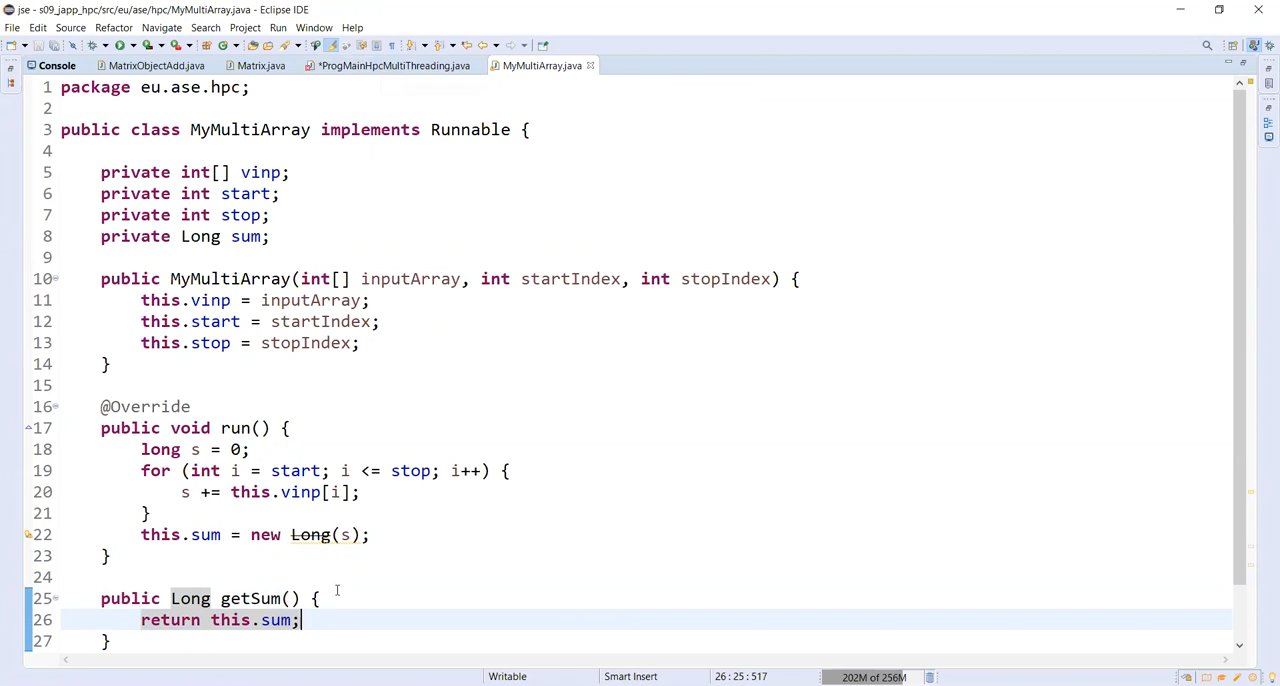 jse - s09_japp_hpc/src/eu/ase/hpc/MyMultiArray.java - Eclipse IDE
File Edit Source Refactor Navigate Search Project Run Window Help
Console MatrixObjectAdd.java Matrix.java *ProgMainHpcMultiThreading.java MyMultiArray.java
1 package eu.ase.hpc;
2
3 public class MyMultiArray implements Runnable {
4
5 private int[] vinp;
6 private int start;
7 private int stop;
8 private Long sum;
9
10 public MyMultiArray(int[] inputArray, int startIndex, int stopIndex) {
11 this.vinp = inputArray;
12 this.start = startIndex;
13 this.stop = stopIndex;
14 }
15
16 @Override
17 public void run() {
18 long s = 0;
19 for (int i = start; i <= stop; i++) {
20 s += this.vinp[i];
21 }
22 this.sum = new Long(s);
23 }
24
25 public Long getSum() {
26 return this.sum;
27 }
Writable Smart Insert 26 : 25 : 517 202M of 256M